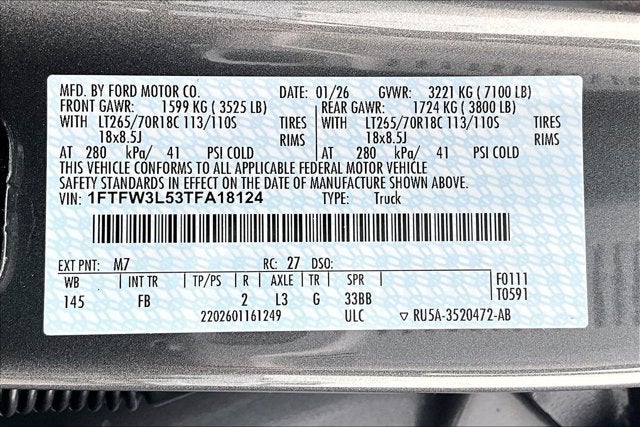 MFD. BY FORD MOTOR CO. DATE: 01/26 GVWR: 3221 KG ( 7100 LB)
FRONT GAWR: 1599 KG ( 3525 LB) REAR GAWR: 1724 KG ( 3800 LB)
WITH LT265/70R18C 113/110S TIRES WITH LT265/70R18C 113/110S TIRES
18x8.5J RIMS 18x8.5J RIMS
AT 280 kPa/ 41 PSI COLD AT 280 kPa/ 41 PSI COLD
THIS VEHICLE CONFORMS TO ALL APPLICABLE FEDERAL MOTOR VEHICLE
SAFETY STANDARDS IN EFFECT ON THE DATE OF MANUFACTURE SHOWN ABOVE.
VIN: 1FTFW3L53TFA18124 TYPE: Truck
EXT PNT: M7 RC: 27 DSO:
WB INT TR TP/PS R AXLE TR SPR F0111
145 FB 2 L3 G 33BB T0591
2202601161249 ULC ▽ RU5A-3520472-AB